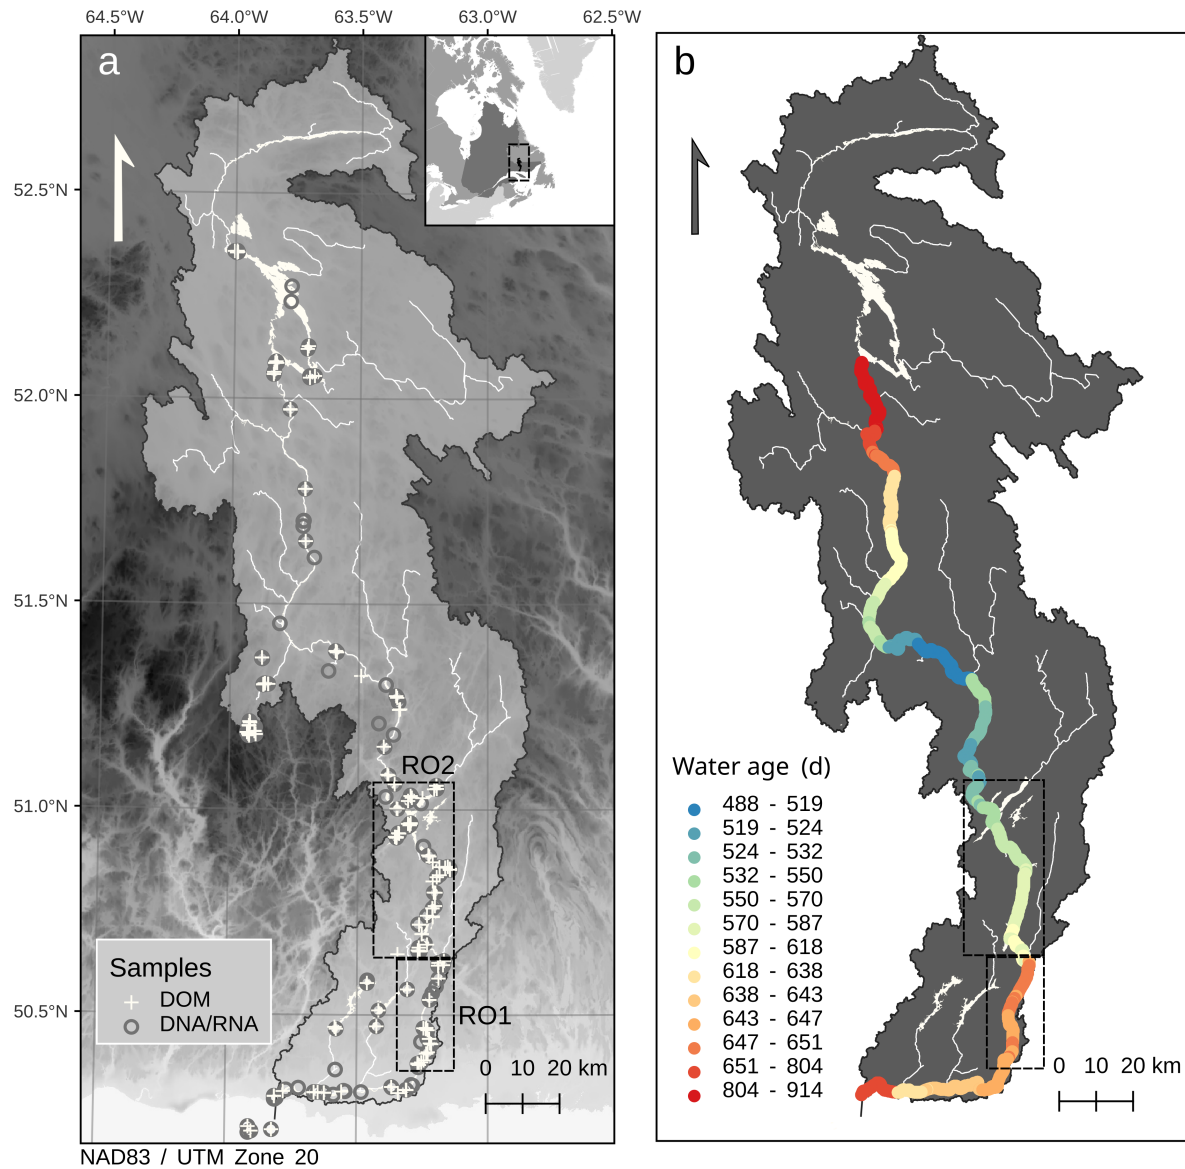 64.5°W 64.0°W 63.5°W 63.0°W 62.5°W
a
52.5°N
52.0°N
51.5°N
51.0°N
50.5°N
RO2
RO1
Samples
DOM
DNA/RNA
0 10 20 km
NAD83 / UTM Zone 20
b
Water age (d)
488 - 519
519 - 524
524 - 532
532 - 550
550 - 570
570 - 587
587 - 618
618 - 638
638 - 643
643 - 647
647 - 651
651 - 804
804 - 914
0 10 20 km